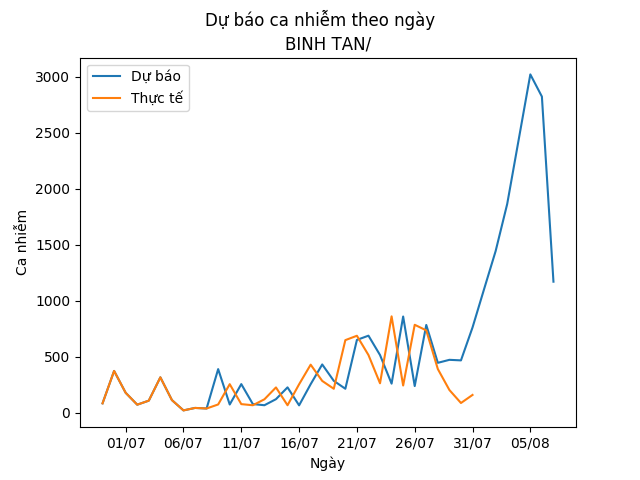 Dự báo ca nhiễm theo ngày
BINH TAN/
Dự báo
Thực tế
3000
2500
2000
1500
1000
500
0
Ca nhiễm
01/07 06/07 11/07 16/07 21/07 26/07 31/07 05/08
Ngày